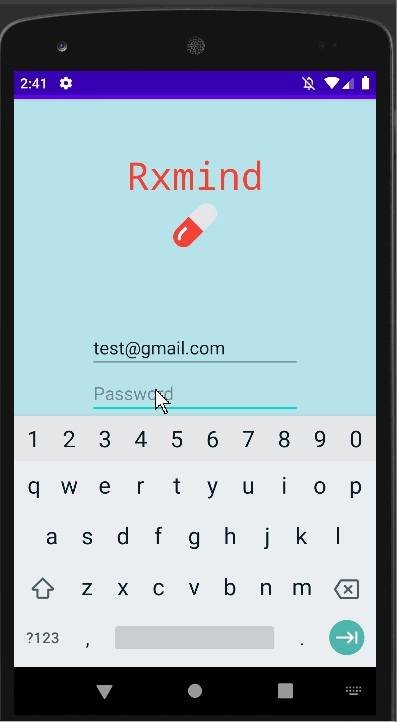 2:41
Rxmind
test@gmail.com
Password
1 2 3 4 5 6 7 8 9 0
q w e r t y u i o p
a s d f g h j k l
z x c v b n m
?123 , .